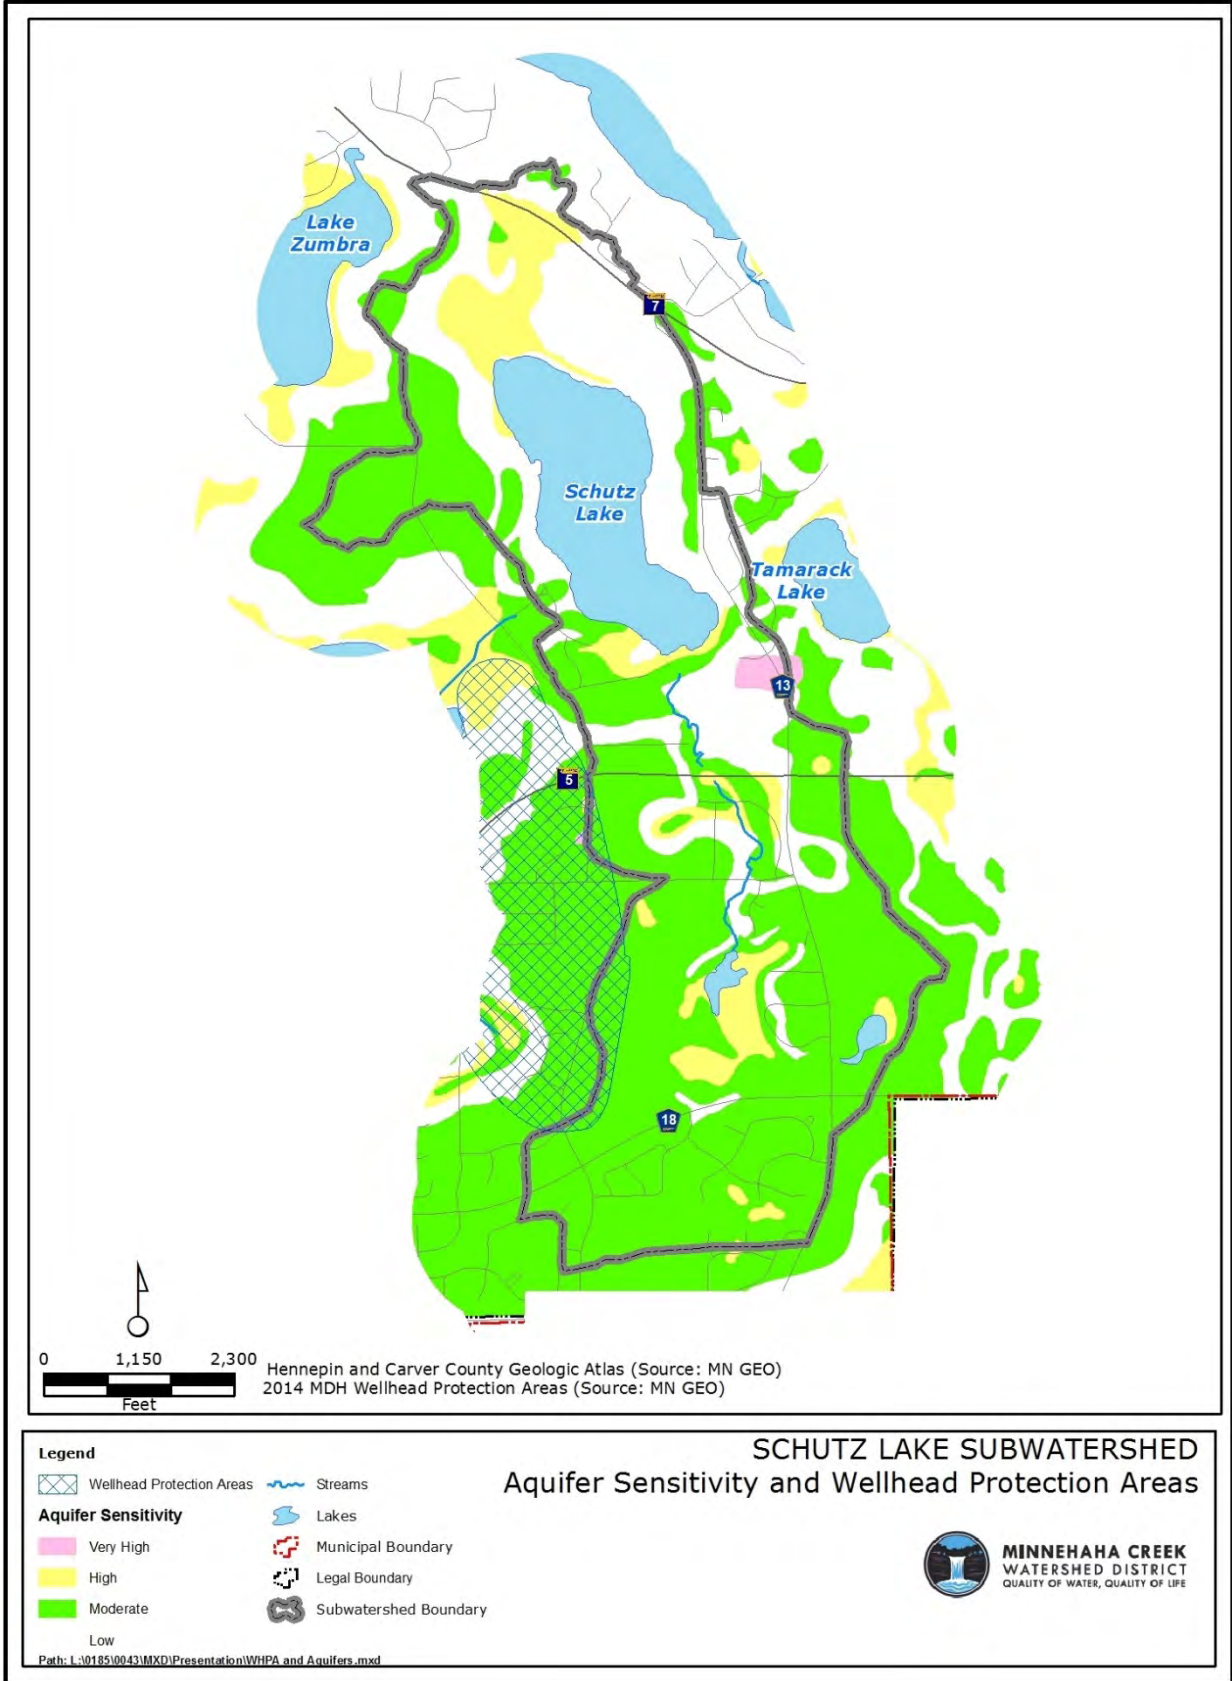 Lake
Zumbra
7
Schutz
Lake
Tamarack
Lake
13
5
18
0 1,150 2,300
Feet
Hennepin and Carver County Geologic Atlas (Source: MN GEO)
2014 MDH Wellhead Protection Areas (Source: MN GEO)
SCHUTZ LAKE SUBWATERSHED
Aquifer Sensitivity and Wellhead Protection Areas
Legend
Wellhead Protection Areas
Aquifer Sensitivity
Very High
High
Moderate
Low
Streams
Lakes
Municipal Boundary
Legal Boundary
Subwatershed Boundary
MINNEHAHA CREEK
WATERSHED DISTRICT
QUALITY OF WATER, QUALITY OF LIFE
Path: L:\0185\0043\MXD\Presentation\WHPA and Aquifers.mxd